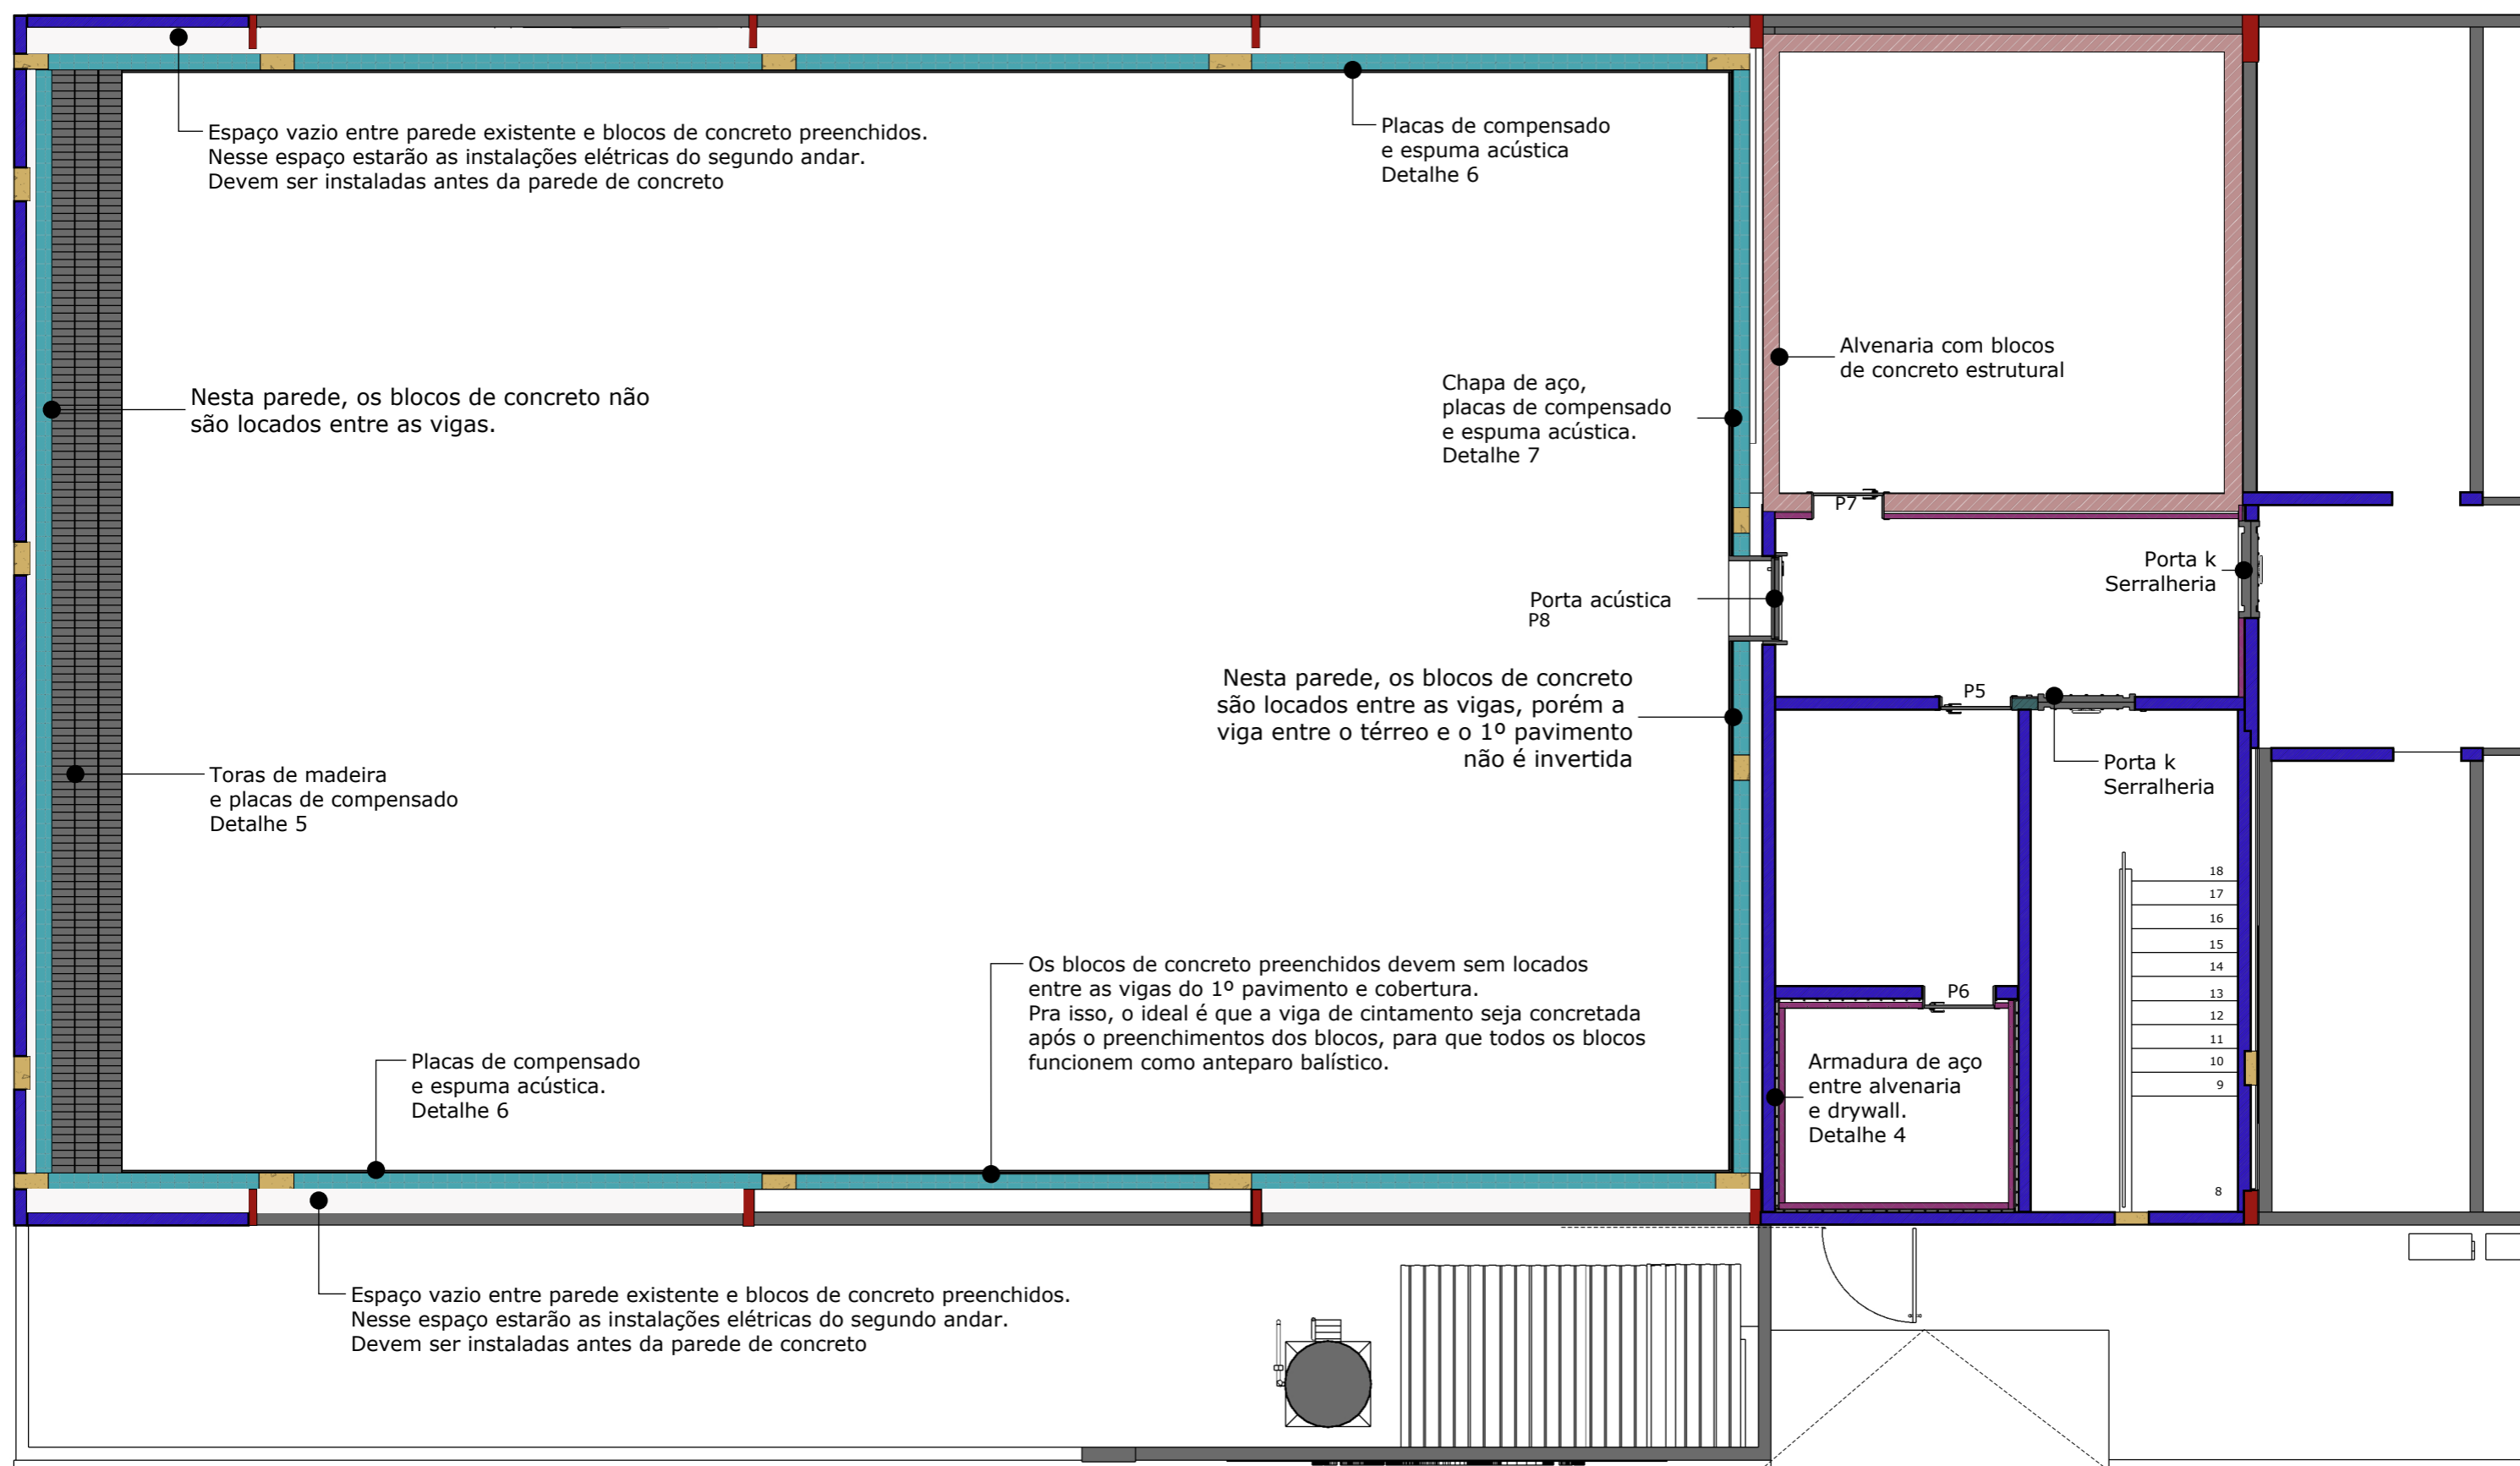 Espaço vazio entre parede existente e blocos de concreto preenchidos.
Nesse espaço estarão as instalações elétricas do segundo andar.
Devem ser instaladas antes da parede de concreto
Placas de compensado
e espuma acústica
Detalhe 6
Alvenaria com blocos
de concreto estrutural
Nesta parede, os blocos de concreto não
são locados entre as vigas.
Chapa de aço,
placas de compensado
e espuma acústica.
Detalhe 7
P7
Porta k
Serralheria
Porta acústica
P8
Nesta parede, os blocos de concreto
são locados entre as vigas, porém a
viga entre o térreo e o 1º pavimento
não é invertida
P5
Porta k
Serralheria
Toras de madeira
e placas de compensado
Detalhe 5
18
17
16
15
14
13
12
11
10
9
8
Os blocos de concreto preenchidos devem sem locados
entre as vigas do 1º pavimento e cobertura.
Pra isso, o ideal é que a viga de cintamento seja concretada
após o preenchimentos dos blocos, para que todos os blocos
funcionem como anteparo balístico.
P6
Armadura de aço
entre alvenaria
e drywall.
Detalhe 4
Placas de compensado
e espuma acústica.
Detalhe 6
Espaço vazio entre parede existente e blocos de concreto preenchidos.
Nesse espaço estarão as instalações elétricas do segundo andar.
Devem ser instaladas antes da parede de concreto